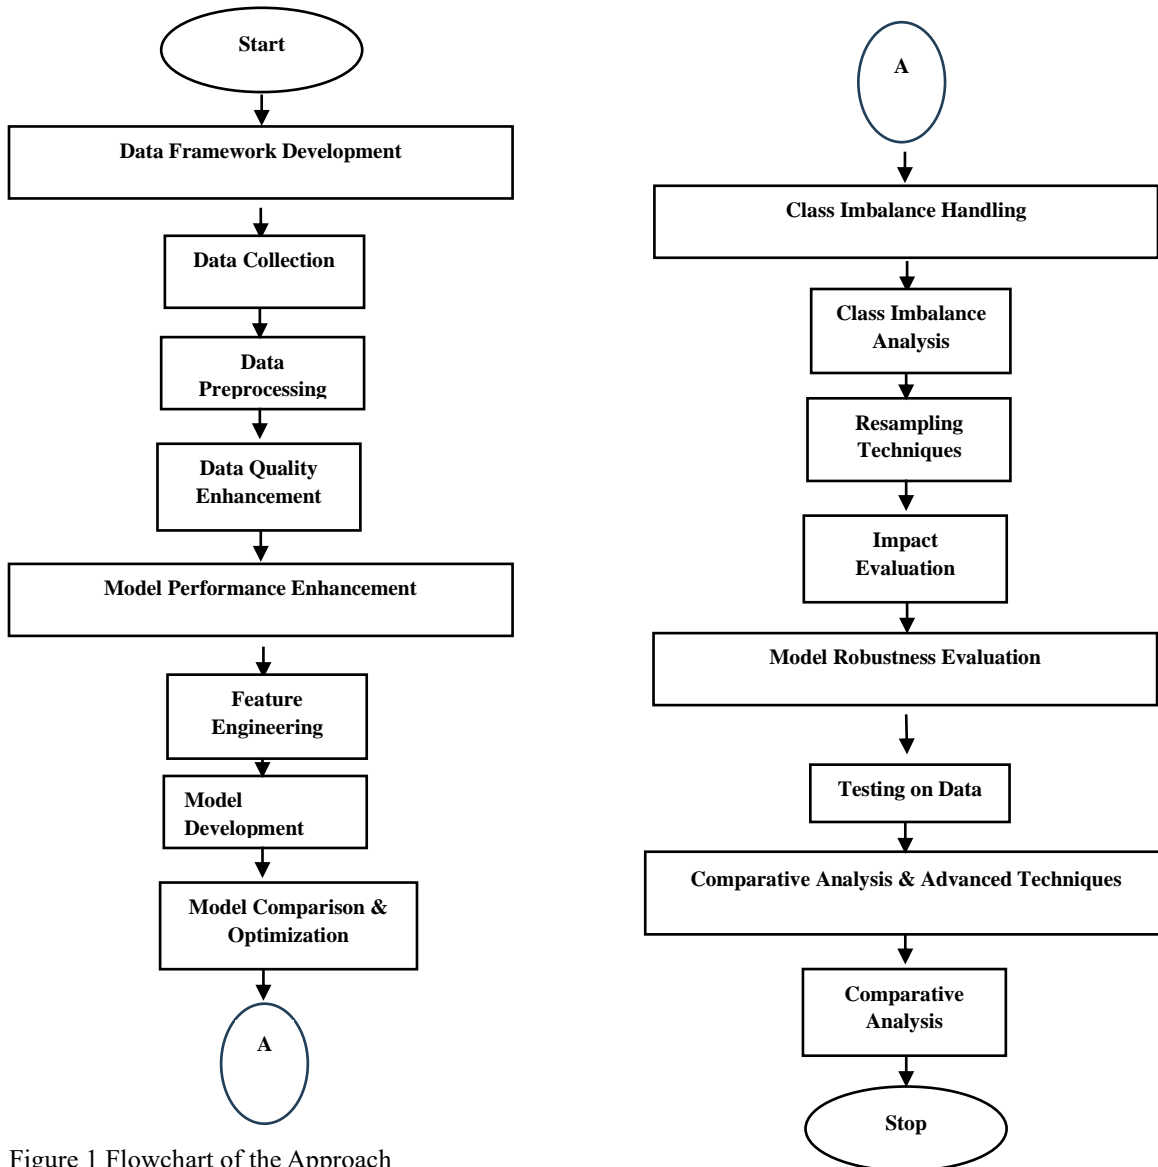 Start
Data Framework Development
Data Collection
Data
Preprocessing
Data Quality
Enhancement
Model Performance Enhancement
Feature
Engineering
Model
Development
Model Comparison &
Optimization
A
Figure 1 Flowchart of the Approach
A
Class Imbalance Handling
Class Imbalance
Analysis
Resampling
Techniques
Impact
Evaluation
Model Robustness Evaluation
Testing on Data
Comparative Analysis & Advanced Techniques
Comparative
Analysis
Stop